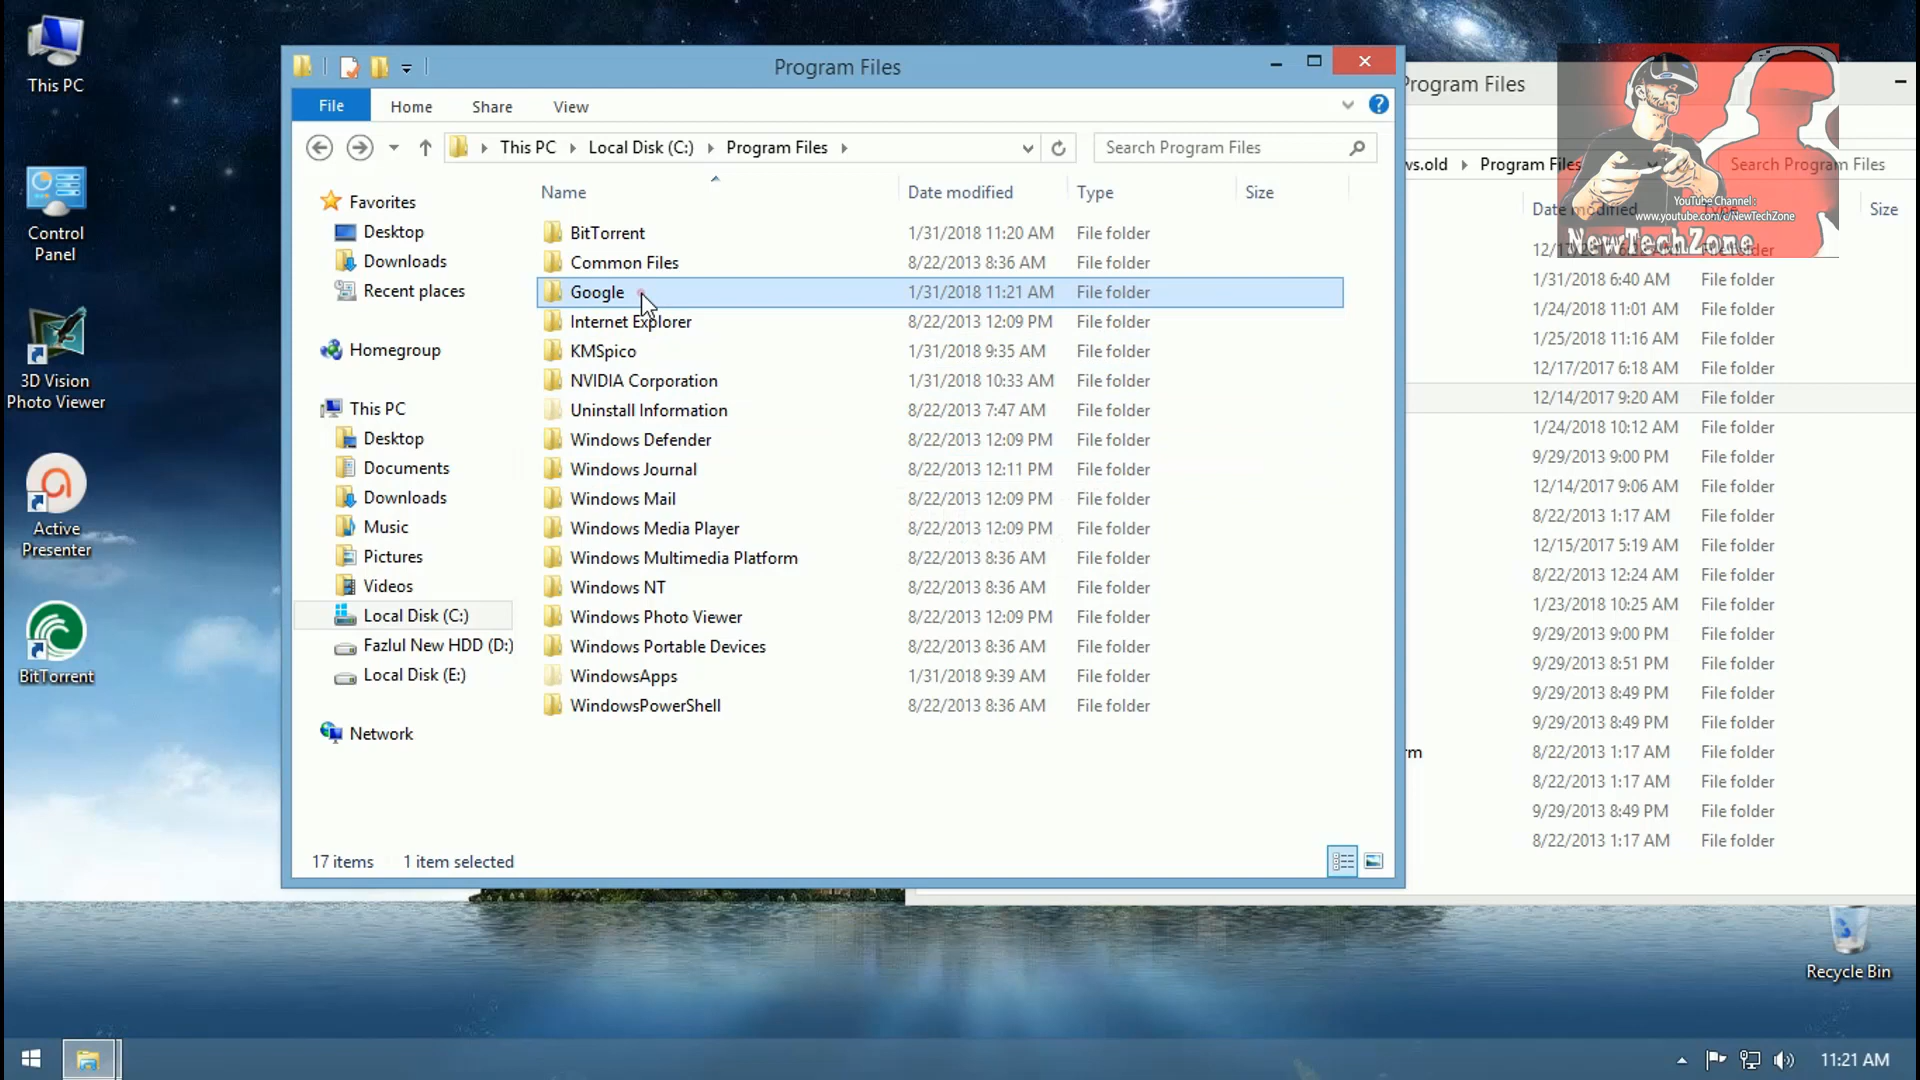 This PC
Control
Panel
3D Vision
Photo Viewer
Active
Presenter
BitTorrent
Program Files
File
Home
Share
View
This PC
Local Disk (C:)
Program Files
Search Program Files
Favorites
Desktop
Downloads
Recent places
Homegroup
This PC
Desktop
Documents
Downloads
Music
Pictures
Videos
Local Disk (C:)
Fazlul New HDD (D:)
Local Disk (E:)
Network
Name Date modified Type Size
BitTorrent 1/31/2018 11:20 AM File folder
Common Files 8/22/2013 8:36 AM File folder
Google 1/31/2018 11:21 AM File folder
Internet Explorer 8/22/2013 12:09 PM File folder
KMSpico 1/31/2018 9:35 AM File folder
NVIDIA Corporation 1/31/2018 10:33 AM File folder
Uninstall Information 8/22/2013 7:47 AM File folder
Windows Defender 8/22/2013 12:09 PM File folder
Windows Journal 8/22/2013 12:11 PM File folder
Windows Mail 8/22/2013 12:09 PM File folder
Windows Media Player 8/22/2013 12:09 PM File folder
Windows Multimedia Platform 8/22/2013 8:36 AM File folder
Windows NT 8/22/2013 8:36 AM File folder
Windows Photo Viewer 8/22/2013 12:09 PM File folder
Windows Portable Devices 8/22/2013 8:36 AM File folder
WindowsApps 1/31/2018 9:39 AM File folder
WindowsPowerShell 8/22/2013 8:36 AM File folder
17 items 1 item selected
Program Files
ws.old
Program Files
Search Program Files
YouTube Channel :
www.youtube.com/c/NewTechZone
NewTechZone
Date modified Size
File folder
1/31/2018 6:40 AM File folder
1/24/2018 11:01 AM File folder
1/25/2018 11:16 AM File folder
12/17/2017 6:18 AM File folder
12/14/2017 9:20 AM File folder
1/24/2018 10:12 AM File folder
9/29/2013 9:00 PM File folder
12/14/2017 9:06 AM File folder
8/22/2013 1:17 AM File folder
12/15/2017 5:19 AM File folder
8/22/2013 12:24 AM File folder
1/23/2018 10:25 AM File folder
9/29/2013 9:00 PM File folder
9/29/2013 8:51 PM File folder
9/29/2013 8:49 PM File folder
9/29/2013 8:49 PM File folder
rm 8/22/2013 1:17 AM File folder
8/22/2013 1:17 AM File folder
9/29/2013 8:49 PM File folder
8/22/2013 1:17 AM File folder
Recycle Bin
11:21 AM